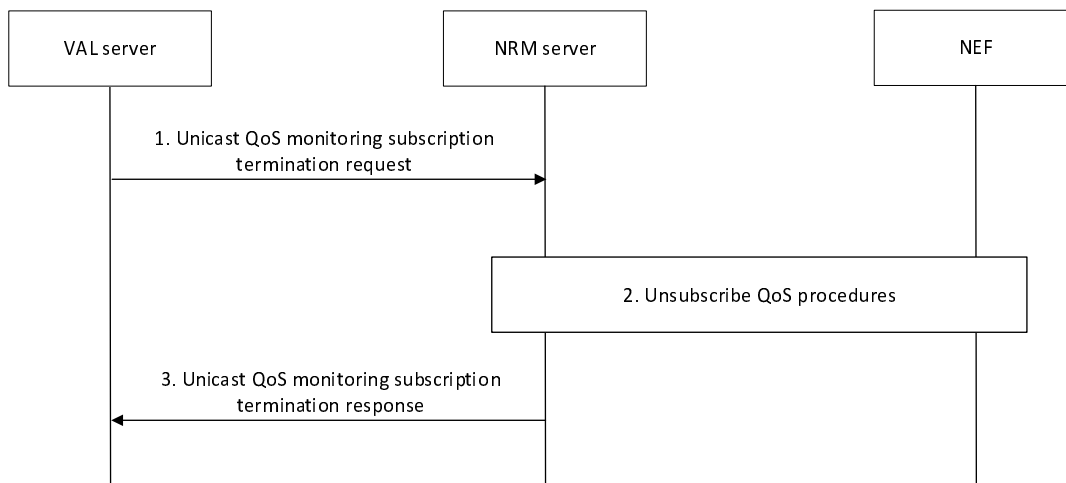 VAL server
NRM server
NEF
1. Unicast QoS monitoring subscription
termination request
2. Unsubscribe QoS procedures
3. Unicast QoS monitoring subscription
termination response